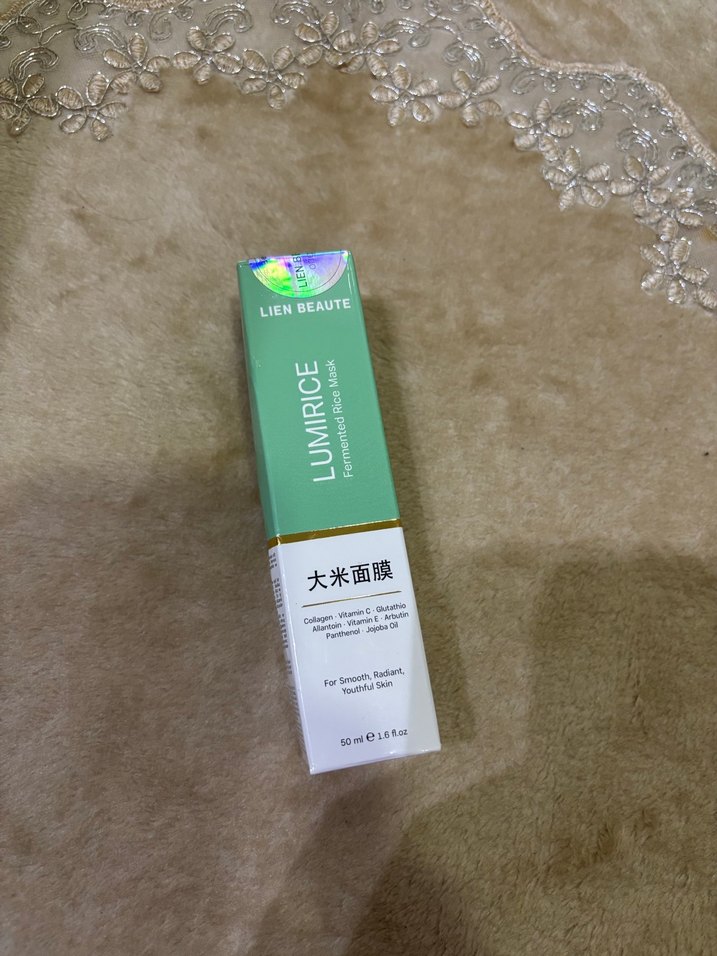 LIEN BEAUTE
LUMIRICE
Fermented Rice Mask
大米面膜
Collagen · Vitamin C · Glutathio
Allantoin · Vitamin E · Arbutin
Panthenol · Jojoba Oil
For Smooth, Radiant,
Youthful Skin
50 ml ℮ 1.6 fl.oz